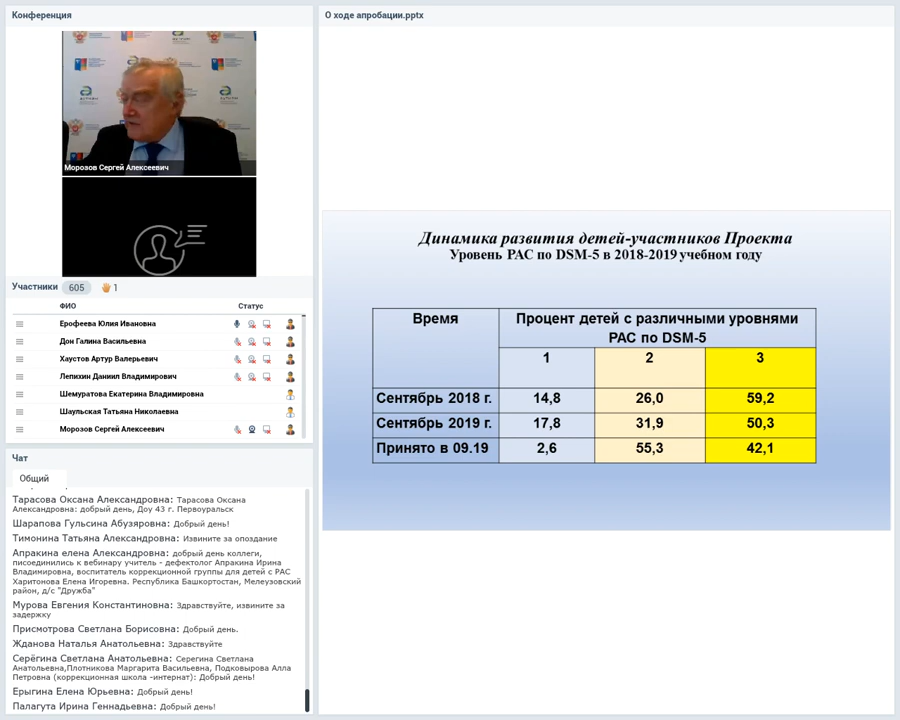 Конференция
Морозов Сергей Алексеевич
Участники 605 1
ФИО Статус
Ерофеева Юлия Ивановна
Дон Галина Васильевна
Хаустов Артур Валерьевич
Лепихин Даниил Владимирович
Шемуратова Екатерина Владимировна
Шаульская Татьяна Николаевна
Морозов Сергей Алексеевич
Чат
Общий
Тарасова Оксана Александровна: Тарасова Оксана
Александровна: добрый день, Доу 43 г. Первоуральск
Шарапова Гульсина Абузяровна: Добрый день!
Тимонина Татьяна Александровна: Извините за опоздание
Апракина елена Александровна: добрый день коллеги,
писоединились к вебинару учитель - дефектолог Апракина Ирина
Владимировна, воспитатель коррекционной группы для детей с РАС
Харитонова Елена Игоревна. Республика Башкортостан, Мелеузовский
район, д/с "Дружба"
Мурова Евгения Константиновна: Здравствуйте, извините за
задержку
Присмотрова Светлана Борисовна: Добрый день.
Жданова Наталья Анатольевна: Здравствуйте
Серёгина Светлана Анатольевна: Серегина Светлана
Анатольевна,Плотникова Маргарита Васильевна, Подковырова Алла
Петровна (коррекционная школа -интернат): Добрый день!
Ерыгина Елена Юрьевна: Добрый день!
Палагута Ирина Геннадьевна: Добрый день!
О ходе апробации.pptx
Динамика развития детей-участников Проекта
Уровень РАС по DSM-5 в 2018-2019 учебном году
Время Процент детей с различными уровнями
РАС по DSM-5
1 2 3
Сентябрь 2018 г. 14,8 26,0 59,2
Сентябрь 2019 г. 17,8 31,9 50,3
Принято в 09.19 2,6 55,3 42,1